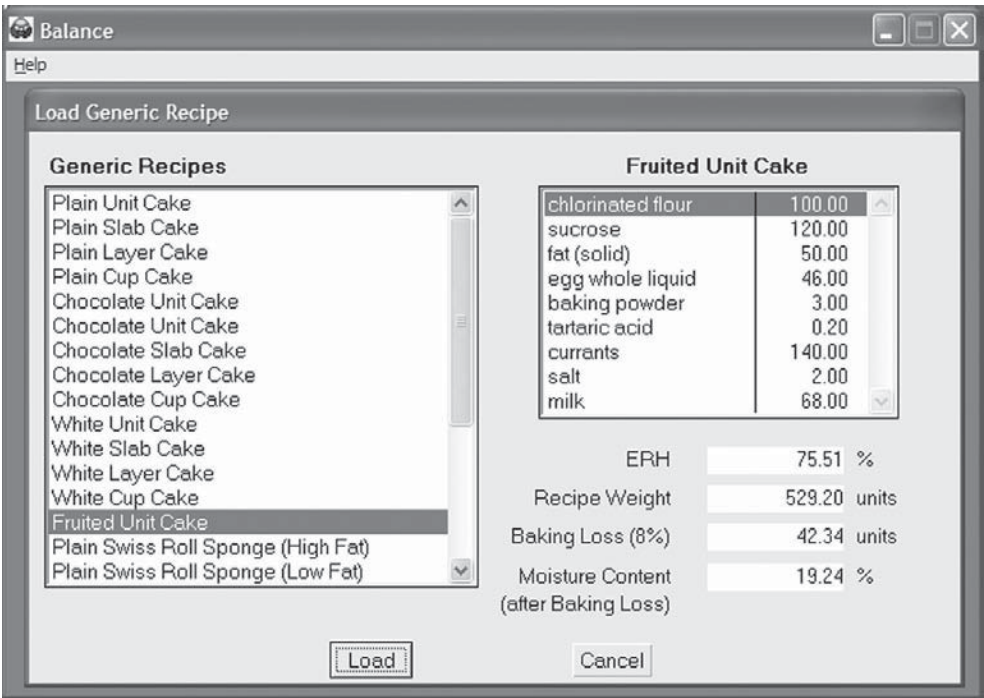 Balance
Help
Load Generic Recipe
Generic Recipes
Plain Unit Cake
Plain Slab Cake
Plain Layer Cake
Plain Cup Cake
Chocolate Unit Cake
Chocolate Unit Cake
Chocolate Slab Cake
Chocolate Layer Cake
Chocolate Cup Cake
White Unit Cake
White Slab Cake
White Layer Cake
White Cup Cake
Fruited Unit Cake
Plain Swiss Roll Sponge (High Fat)
Plain Swiss Roll Sponge (Low Fat)
Fruited Unit Cake
chlorinated flour 100.00
sucrose 120.00
fat (solid) 50.00
egg whole liquid 46.00
baking powder 3.00
tartaric acid 0.20
currants 140.00
salt 2.00
milk 68.00
ERH 75.51 %
Recipe Weight 529.20 units
Baking Loss (8%) 42.34 units
Moisture Content 19.24 %
(after Baking Loss)
Load Cancel